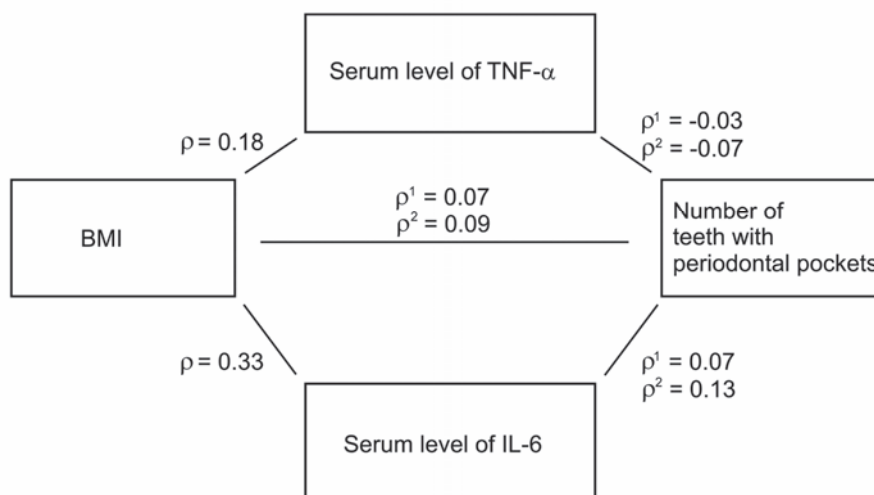 Serum level of TNF-α
ρ = 0.18
ρ¹ = -0.03
ρ² = -0.07
BMI
ρ¹ = 0.07
ρ² = 0.09
Number of
teeth with
periodontal pockets
ρ = 0.33
ρ¹ = 0.07
ρ² = 0.13
Serum level of IL-6